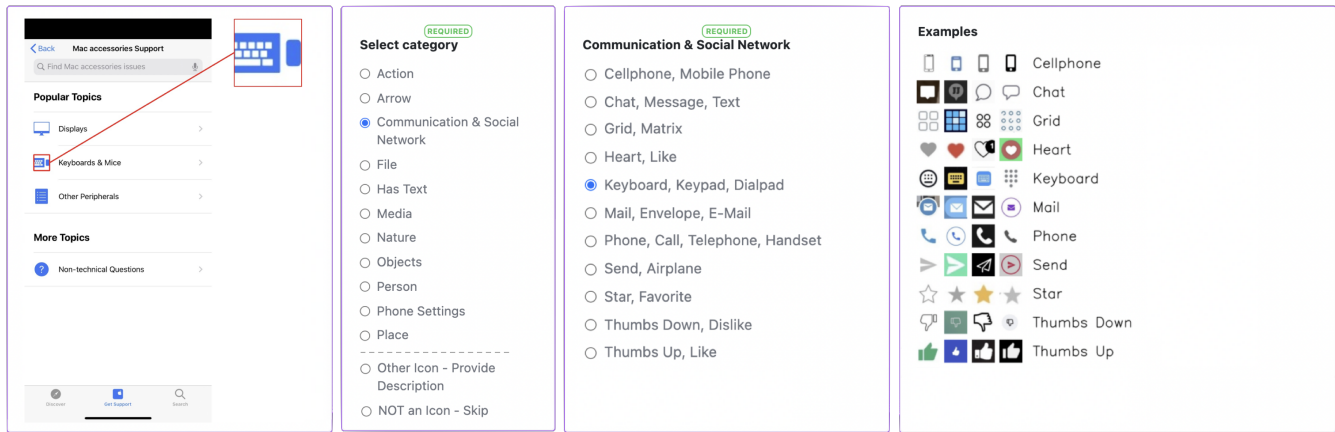 Back
Mac accessories Support
Find Mac accessories issues
Popular Topics
Displays
Keyboards & Mice
Other Peripherals
More Topics
? Non-technical Questions
Discover
Get Support
Search
REQUIRED
Select category
Action
Arrow
Communication & Social
Network
File
Has Text
Media
Nature
Objects
Person
Phone Settings
Place
Other Icon - Provide
Description
NOT an Icon - Skip
REQUIRED
Communication & Social Network
Cellphone, Mobile Phone
Chat, Message, Text
Grid, Matrix
Heart, Like
Keyboard, Keypad, Dialpad
Mail, Envelope, E-Mail
Phone, Call, Telephone, Handset
Send, Airplane
Star, Favorite
Thumbs Down, Dislike
Thumbs Up, Like
Examples
Cellphone
Chat
Grid
1 Heart
Keyboard
Mail
Phone
Send
Star
Thumbs Down
Thumbs Up